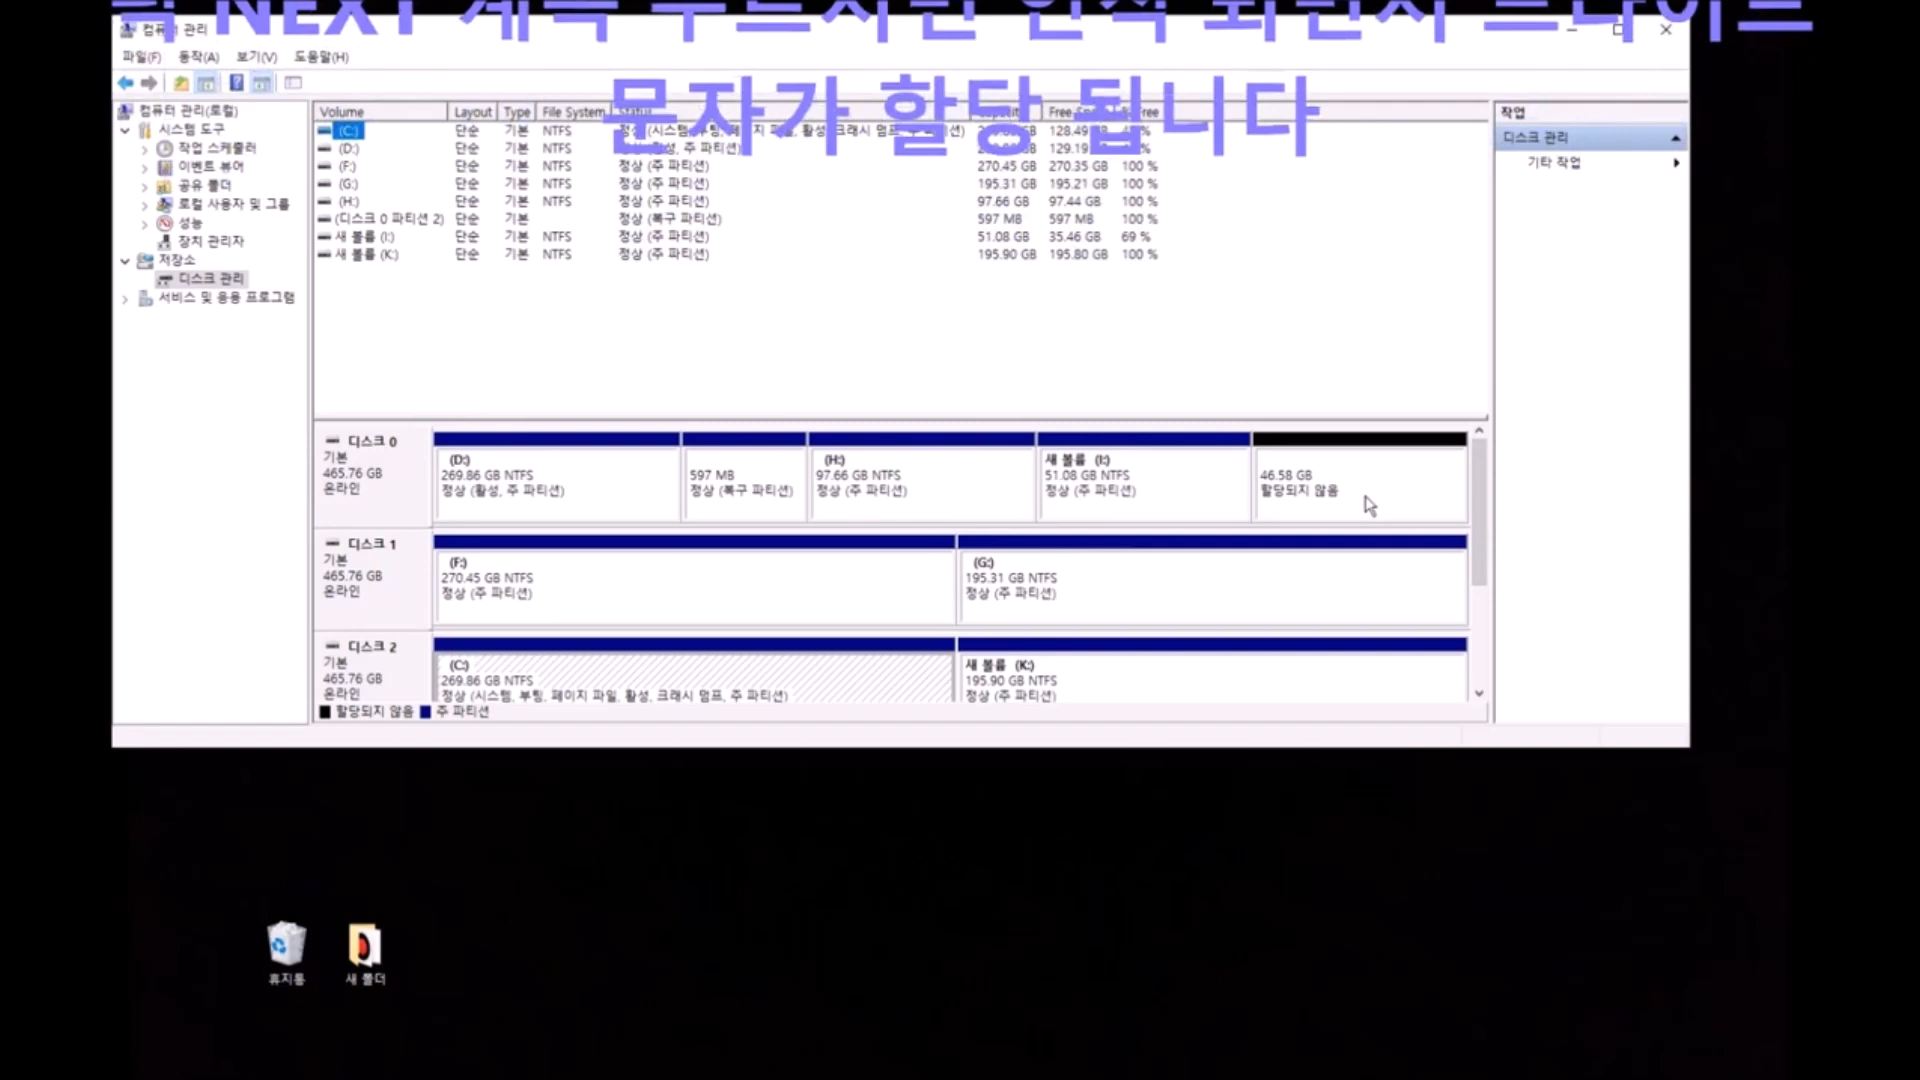 NEXT 계속
문자가 할당 됩니다
컴퓨터 관리
파일(F) 동작(A) 보기(V) 도움말(H)
컴퓨터 관리(로컬)
시스템 도구
작업 스케줄러
이벤트 뷰어
공유 폴더
로컬 사용자 및 그룹
성능
장치 관리자
저장소
디스크 관리
서비스 및 응용 프로그램
Volume Layout Type File System
(C:) 단순 기본 NTFS 128.49
(D:) 단순 기본 NTFS 129.19
(F:) 단순 기본 NTFS 정상 (주 파티션) 270.45 GB 270.35 GB 100 %
(G:) 단순 기본 NTFS 정상 (주 파티션) 195.31 GB 195.21 GB 100 %
(H:) 단순 기본 NTFS 정상 (주 파티션) 97.66 GB 97.44 GB 100 %
(디스크 0 파티션 2) 단순 기본 정상 (복구 파티션) 597 MB 597 MB 100 %
새 볼륨 (I:) 단순 기본 NTFS 정상 (주 파티션) 51.08 GB 35.46 GB 69 %
새 볼륨 (K:) 단순 기본 NTFS 정상 (주 파티션) 195.90 GB 195.80 GB 100 %
작업
디스크 관리
기타 작업
디스크 0
기본
465.76 GB
온라인
(D:)
269.86 GB NTFS
정상 (활성, 주 파티션)
597 MB
정상 (복구 파티션)
(H:)
97.66 GB NTFS
정상 (주 파티션)
새 볼륨 (I:)
51.08 GB NTFS
정상 (주 파티션)
46.58 GB
할당되지 않음
디스크 1
기본
465.76 GB
온라인
(F:)
270.45 GB NTFS
정상 (주 파티션)
(G:)
195.31 GB NTFS
정상 (주 파티션)
디스크 2
기본
465.76 GB
온라인
(C:)
269.86 GB NTFS
정상 (시스템, 부팅, 페이지 파일, 활성, 크래시 덤프, 주 파티션)
새 볼륨 (K:)
195.90 GB NTFS
정상 (주 파티션)
할당되지 않음 주 파티션
휴지통
새 폴더